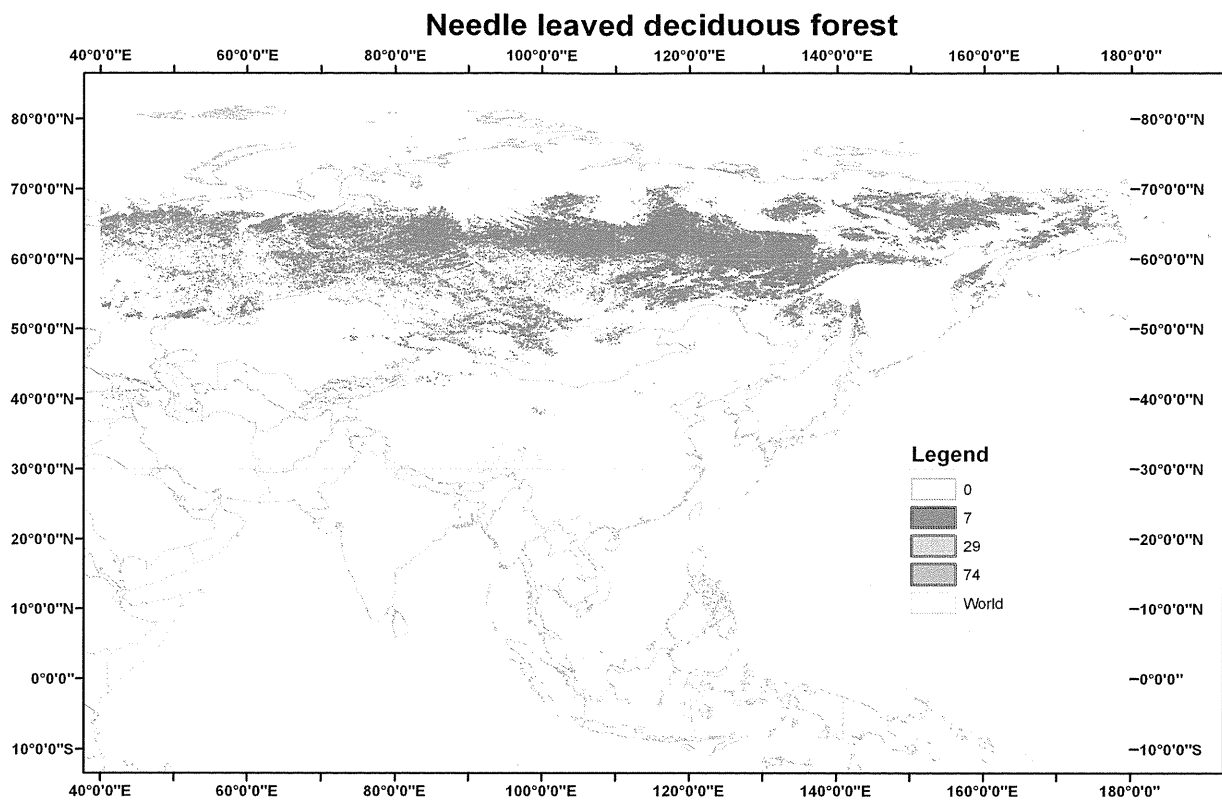 Needle leaved deciduous forest
40°0'0"E 60°0'0"E 80°0'0"E 100°0'0"E 120°0'0"E 140°0'0"E 160°0'0"E 180°0'0"
80°0'0"N 80°0'0"N
70°0'0"N 70°0'0"N
60°0'0"N 60°0'0"N
50°0'0"N 50°0'0"N
40°0'0"N 40°0'0"N
Legend
30°0'0"N 30°0'0"N
0
7
20°0'0"N 20°0'0"N
29
74
10°0'0"N 10°0'0"N
World
0°0'0" 0°0'0"
10°0'0"S 10°0'0"S
40°0'0"E 60°0'0"E 80°0'0"E 100°0'0"E 120°0'0"E 140°0'0"E 160°0'0"E 180°0'0"